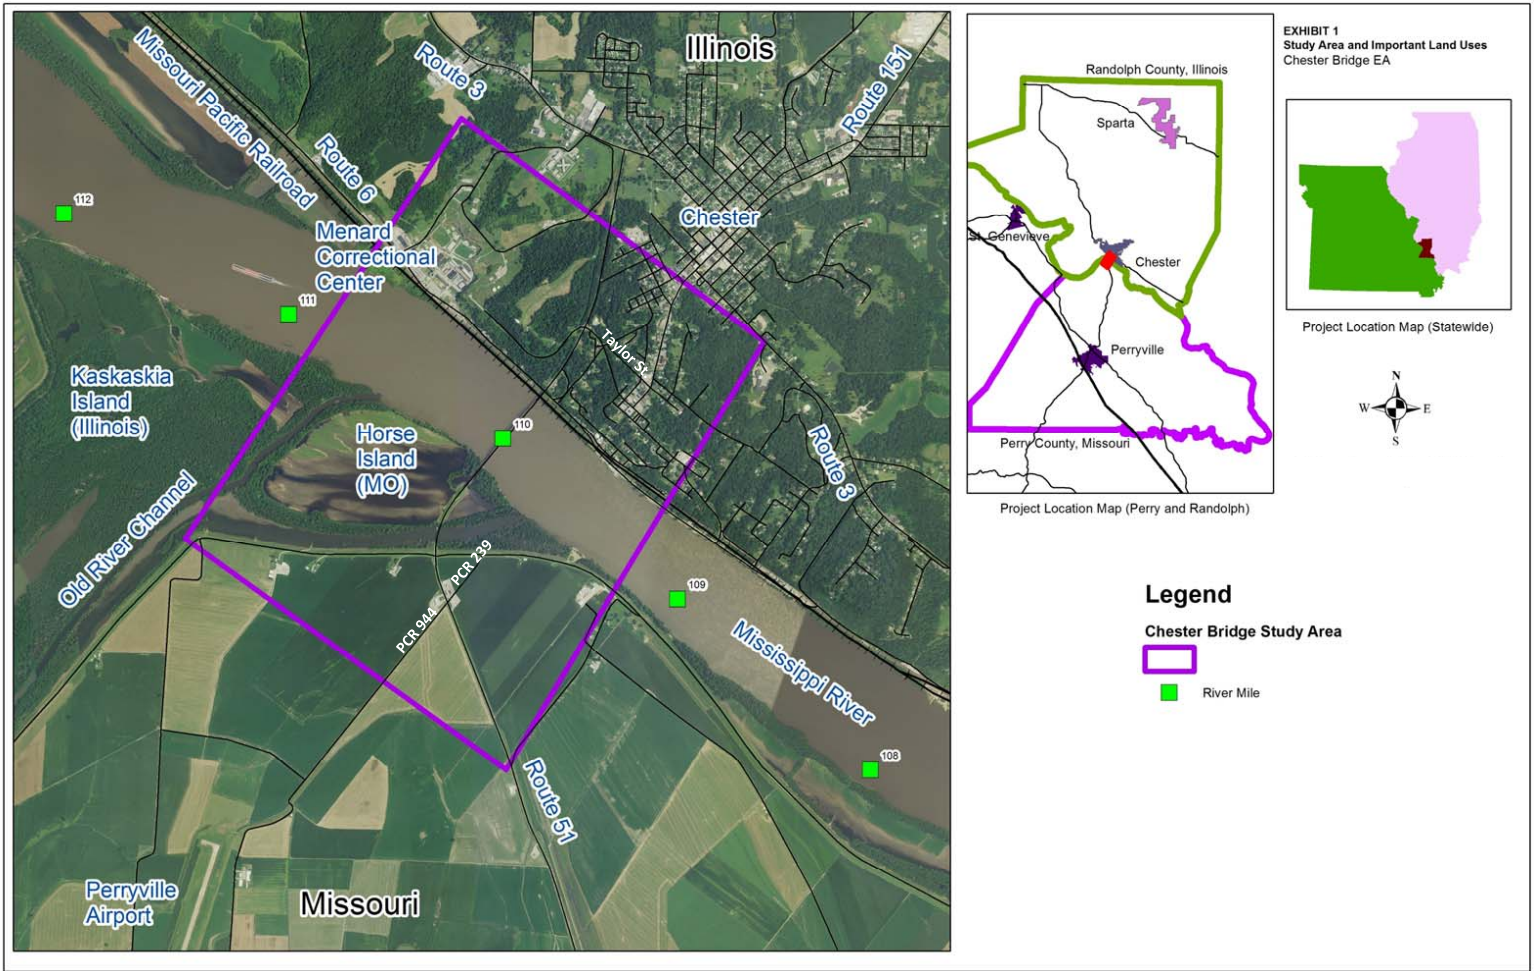 Illinois
Missouri Pacific Railroad
Route 3
Route 151
Route 6
112
Menard
Correctional
Center
Chester
111
Taylor St.
Kaskaskia
Island
(Illinois)
Horse
Island
(MO)
110
Route 3
Old River Channel
PCR 239
PCR 944
109
Mississippi River
108
Route 51
Perryville
Airport
Missouri
Randolph County, Illinois
Sparta
St. Genevieve
Chester
Perryville
Perry County, Missouri
Project Location Map (Perry and Randolph)
EXHIBIT 1
Study Area and Important Land Uses
Chester Bridge EA
Project Location Map (Statewide)
N
W E
S
Legend
Chester Bridge Study Area
River Mile